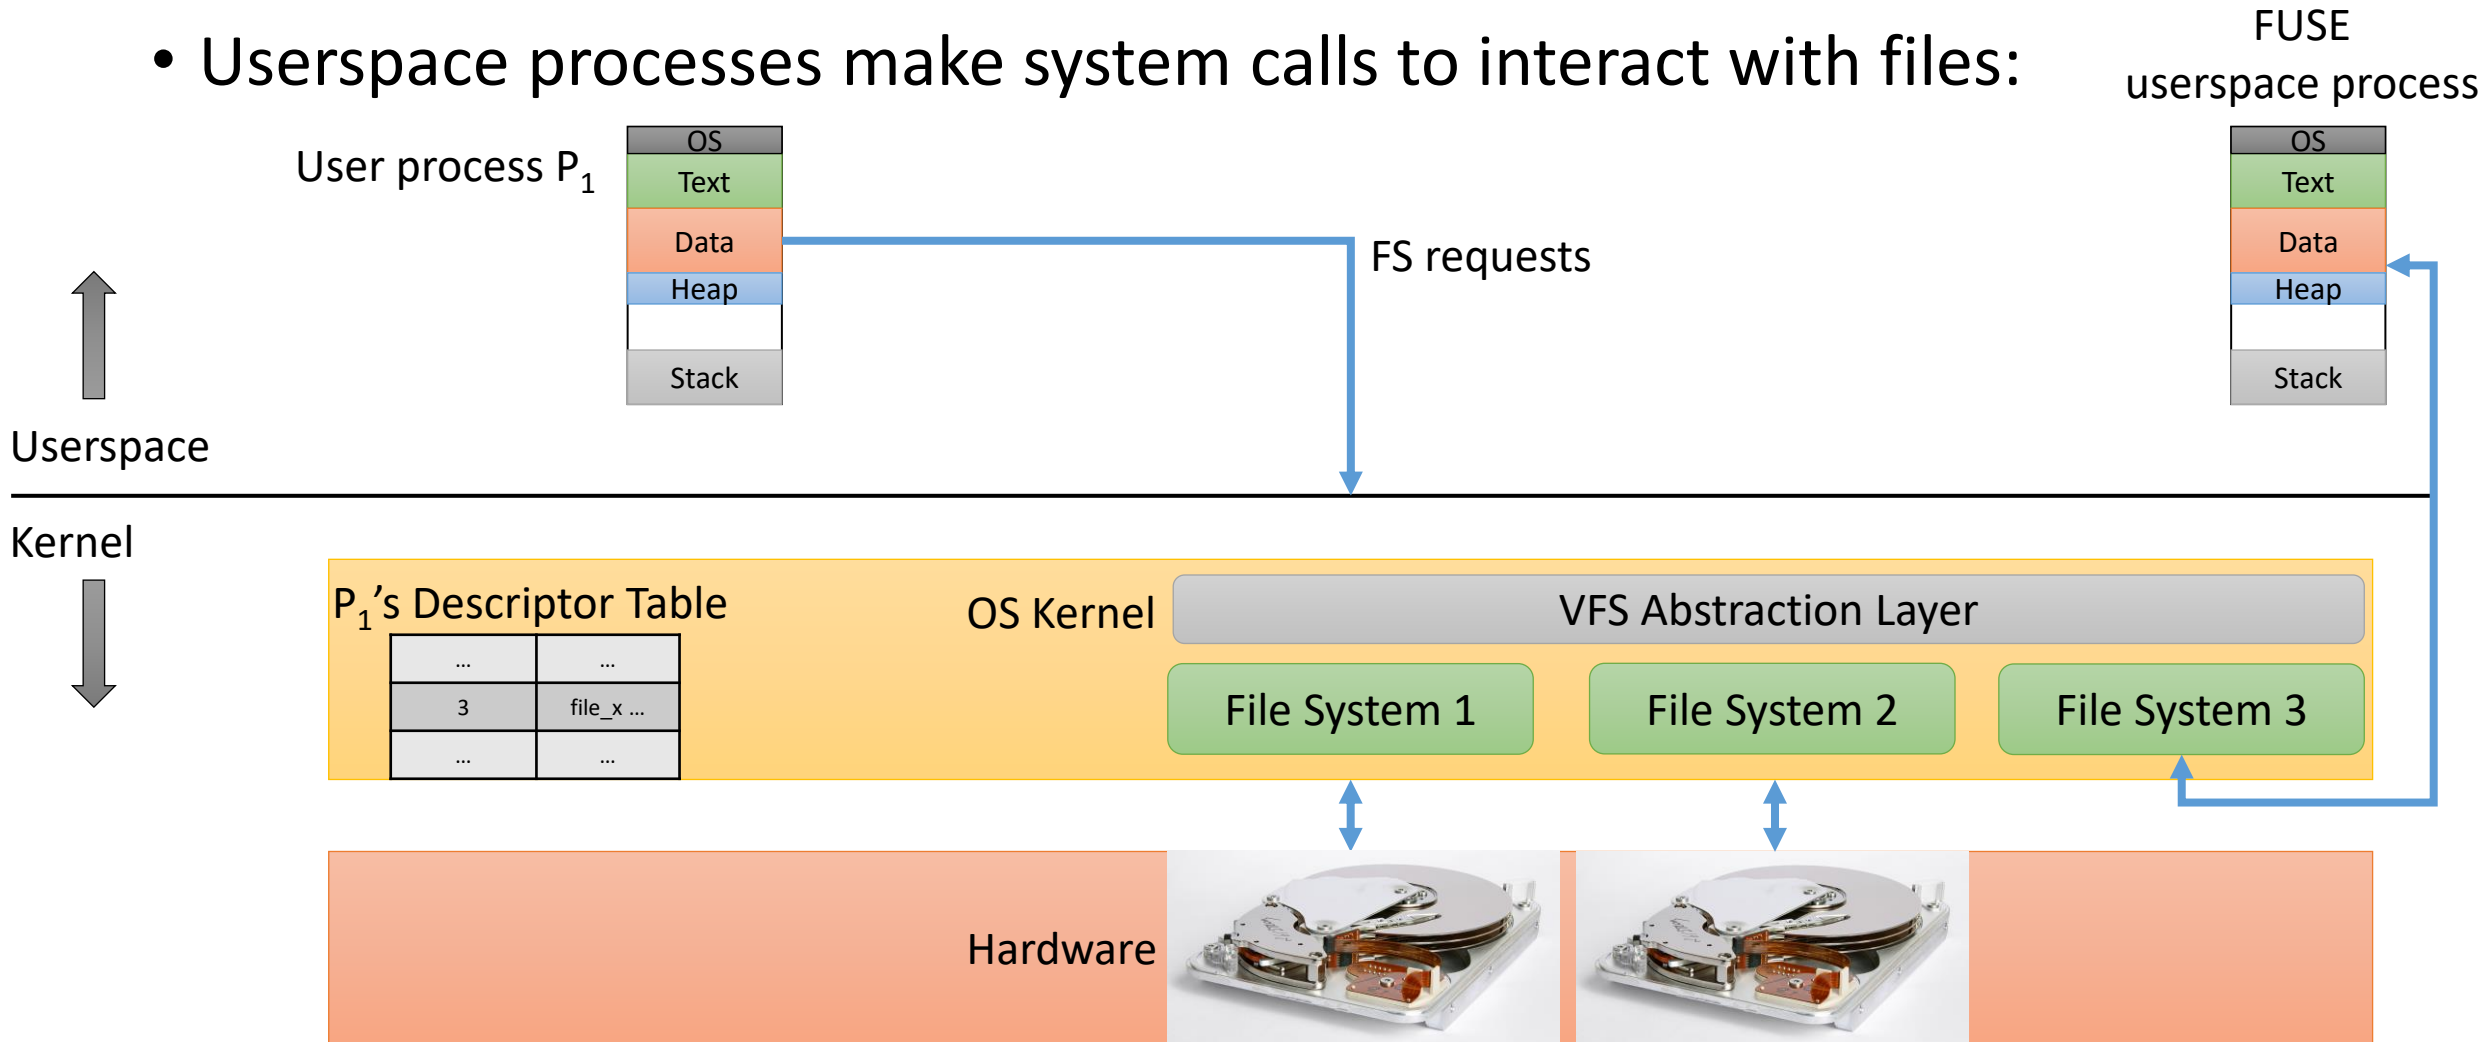 • Userspace processes make system calls to interact with files:
FUSE
userspace process
User process P₁
OS
Text
Data
Heap
Stack
FS requests
OS
Text
Data
Heap
Stack
Userspace
Kernel
P₁’s Descriptor Table
... ...
3 file_x ...
... ...
OS Kernel
VFS Abstraction Layer
File System 1
File System 2
File System 3
Hardware